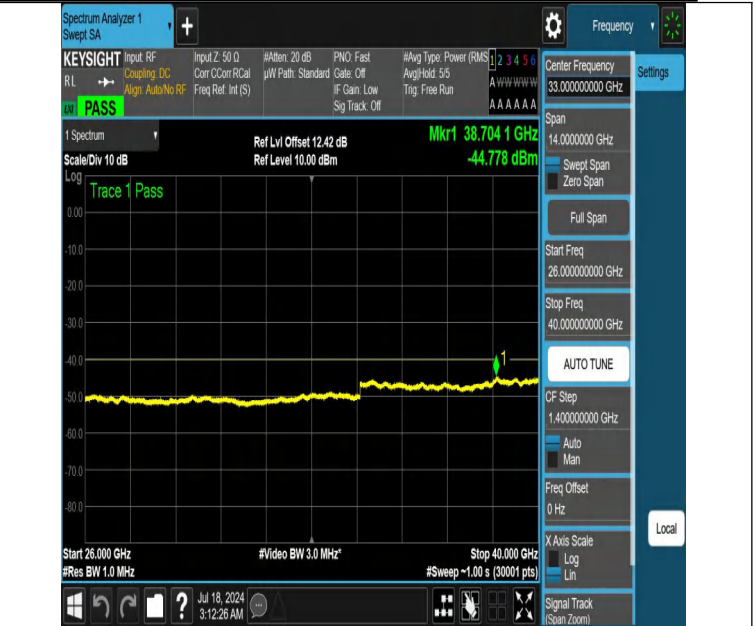 Spectrum Analyzer 1
Swept SA
+
Frequency
KEYSIGHT
RL
PASS
Input: RF
Coupling: DC
Align: Auto/No RF
Input Z: 50 Ω
Corr CCorr RCal
Freq Ref: Int (S)
#Atten: 20 dB
µW Path: Standard
PNO: Fast
Gate: Off
IF Gain: Low
Sig Track: Off
#Avg Type: Power (RMS
Avg|Hold: 5/5
Trig: Free Run
1 2 3 4 5 6
A W W W W W
A A A A A A
Center Frequency
33.000000000 GHz
Settings
1 Spectrum
Scale/Div 10 dB
Ref Lvl Offset 12.42 dB
Ref Level 10.00 dBm
Mkr1 38.704 1 GHz
-44.778 dBm
Span
14.0000000 GHz
Swept Span
Zero Span
Full Span
Start Freq
26.000000000 GHz
Stop Freq
40.000000000 GHz
AUTO TUNE
CF Step
1.400000000 GHz
Auto
Man
Freq Offset
0 Hz
X Axis Scale
Log
Lin
Signal Track
(Span Zoom)
Local
Log
Trace 1 Pass
0.00
-10.0
-20.0
-30.0
-40.0
1
-50.0
-60.0
-70.0
-80.0
Start 26.000 GHz
#Res BW 1.0 MHz
#Video BW 3.0 MHz*
Stop 40.000 GHz
#Sweep ~1.00 s (30001 pts)
?
Jul 18, 2024
3:12:26 AM